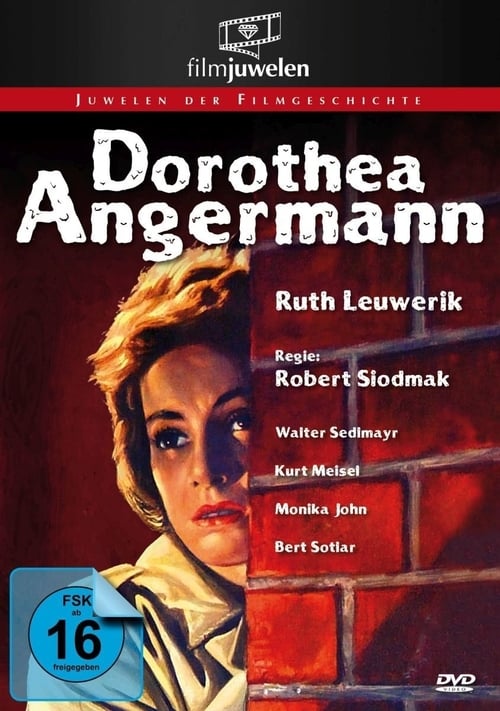 filmjuwelen
Juwelen der Filmgeschichte
Dorothea
Angermann
Ruth Leuwerik
Regie:
Robert Siodmak
Walter Sedlmayr
Kurt Meisel
Monika John
Bert Sotlar
FSK
ab
16
freigegeben
DVD
VIDEO